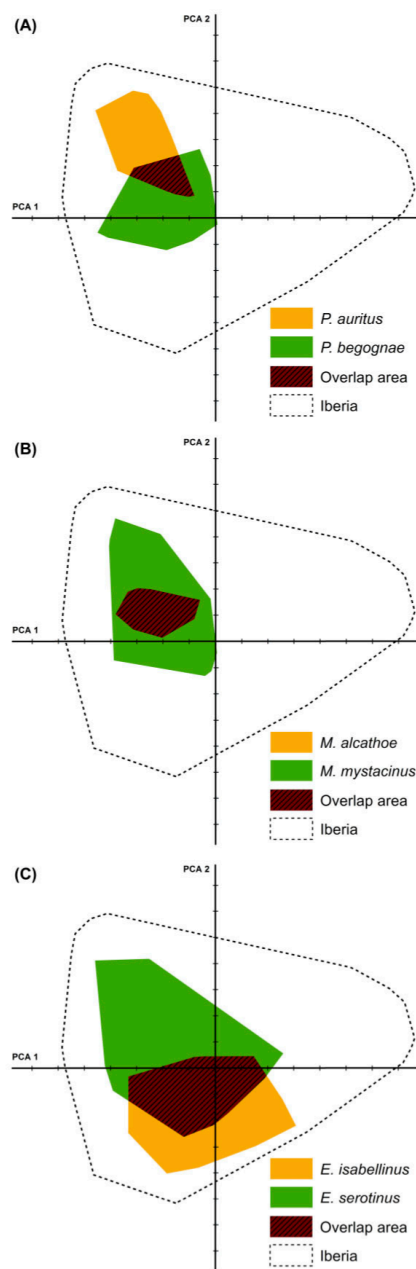 (A)
PCA 2
PCA 1
P. auritus
P. begognae
Overlap area
Iberia
(B)
PCA 2
PCA 1
M. alcathoe
M. mystacinus
Overlap area
Iberia
(C)
PCA 2
PCA 1
E. isabellinus
E. serotinus
Overlap area
Iberia